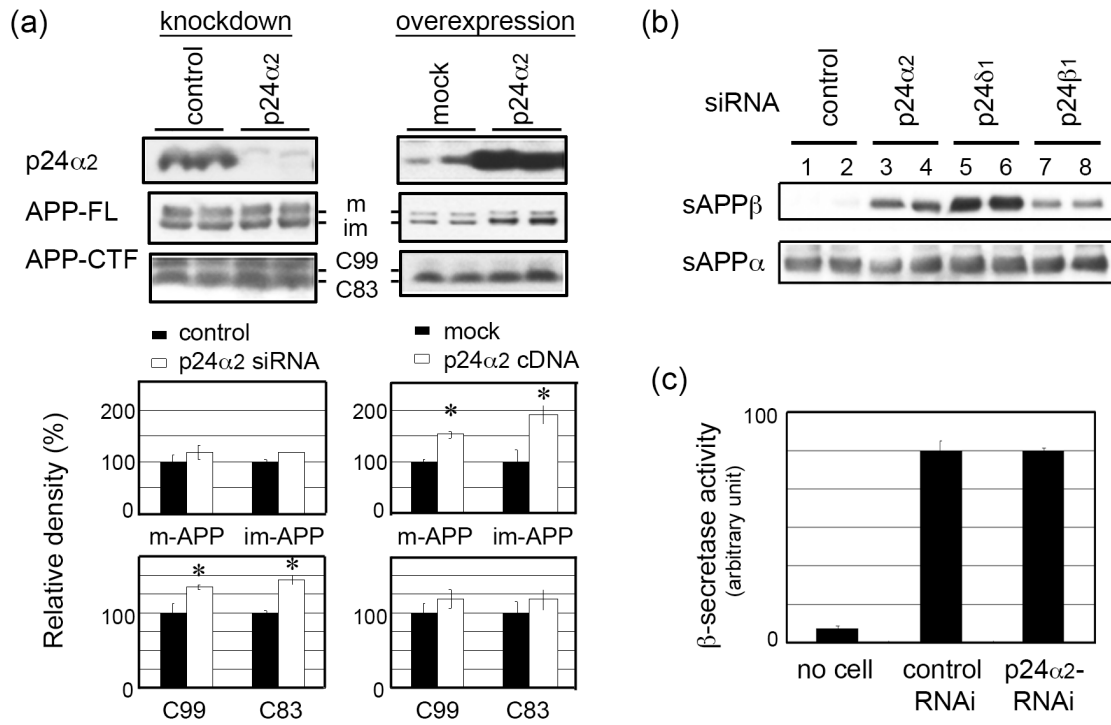 (a)
knockdown
overexpression
control
p24α2
mock
p24α2
p24α2
APP-FL
m
im
APP-CTF
C99
C83
control
p24α2 siRNA
mock
p24α2 cDNA
Relative density (%)
200
100
0
*
*
200
100
0
m-APP
im-APP
m-APP
im-APP
*
*
100
0
100
0
C99
C83
C99
C83
(b)
siRNA
control
p24α2
p24δ1
p24β1
1 2 3 4 5 6 7 8
sAPPβ
sAPPα
(c)
β-secretase activity
(arbitrary unit)
100
0
no cell
control
RNAi
p24α2-
RNAi